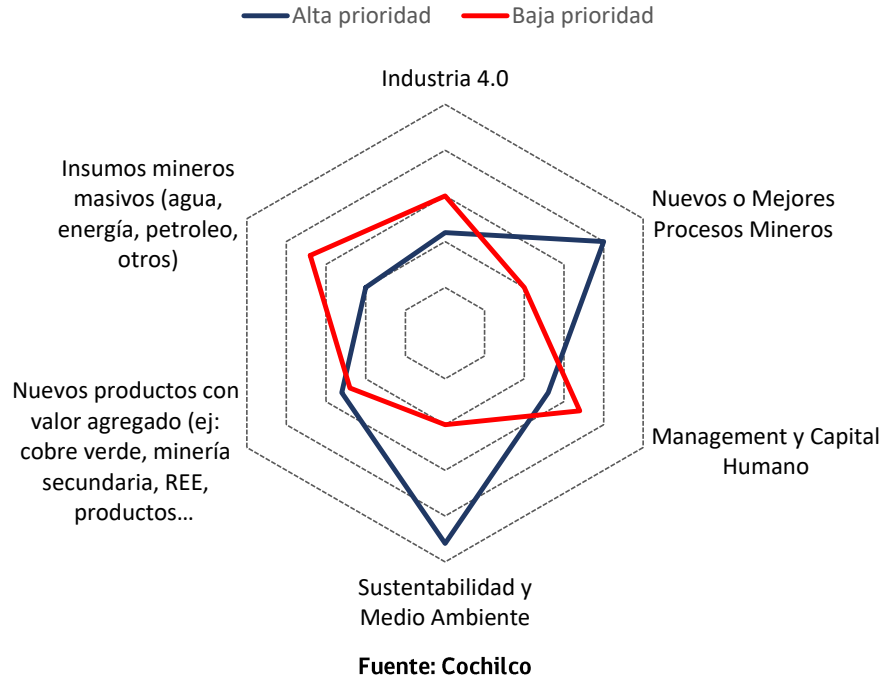 Alta prioridad
Baja prioridad
Industria 4.0
Nuevos o Mejores
Procesos Mineros
Management y Capital
Humano
Sustentabilidad y
Medio Ambiente
Nuevos productos con
valor agregado (ej:
cobre verde, minería
secundaria, REE,
productos...
Insumos mineros
masivos (agua,
energía, petroleo,
otros)
Fuente: Cochilco